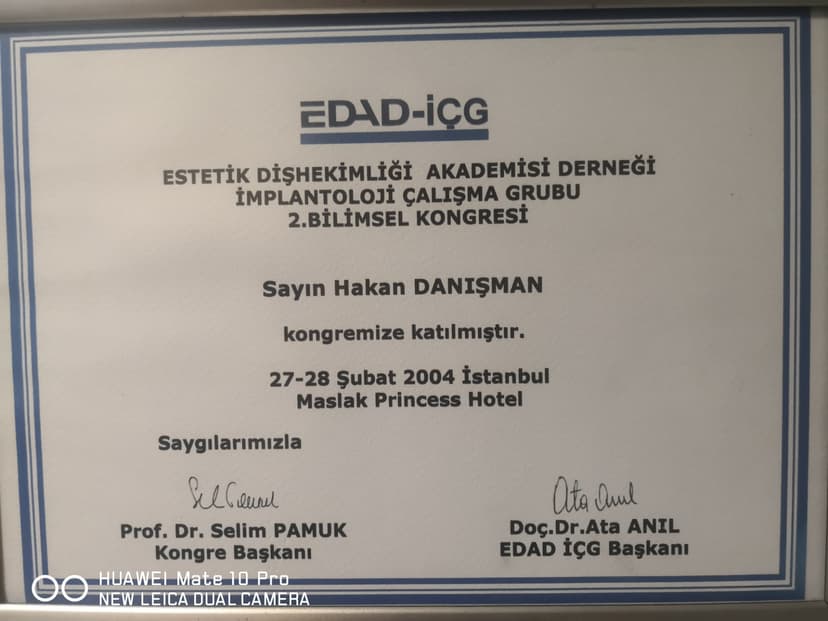 EDAD-İÇG
ESTETİK DİŞHEKİMLİĞİ AKADEMİSİ DERNEĞİ
İMPLANTOLOJİ ÇALIŞMA GRUBU
2.BİLİMSEL KONGRESİ
Sayın Hakan DANIŞMAN
kongremize katılmıştır.
27-28 Şubat 2004 İstanbul
Maslak Princess Hotel
Saygılarımızla
Prof. Dr. Selim PAMUK
Kongre Başkanı
Ata Anıl
Doç.Dr.Ata ANIL
EDAD İÇG Başkanı
HUAWEI Mate 10 Pro
NEW LEICA DUAL CAMERA